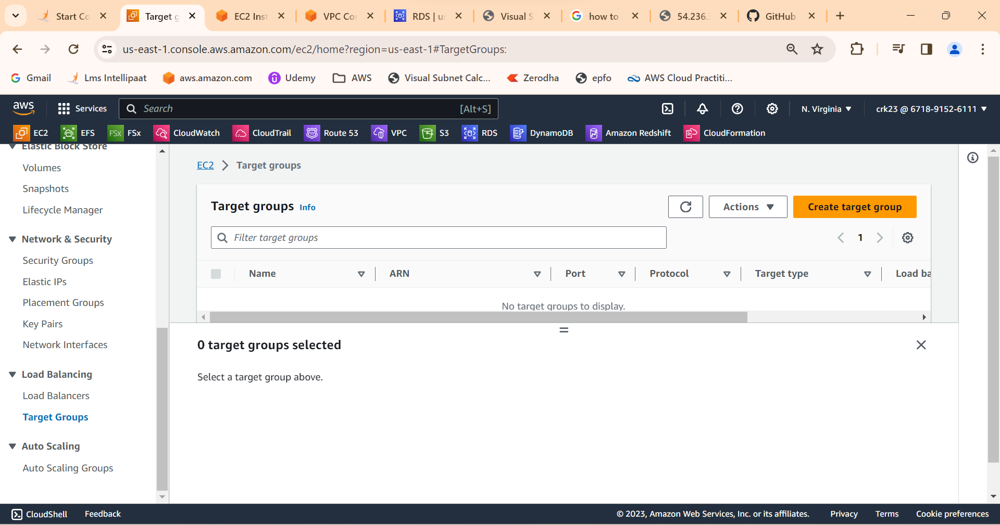 Start Co
Target g
EC2 Inst
VPC Con
RDS | us
Visual S
how to
54.236.
GitHub
us-east-1.console.aws.amazon.com/ec2/home?region=us-east-1#TargetGroups:
Gmail
Lms Intellipaat
aws.amazon.com
Udemy
AWS
Visual Subnet Calc...
Zerodha
epfo
AWS Cloud Practiti...
aws
Services
Search
[Alt+S]
N. Virginia
crk23 @ 6718-9152-6111
EC2
EFS
FSx
FSx
CloudWatch
CloudTrail
53
Route 53
VPC
S3
RDS
DynamoDB
Amazon Redshift
CloudFormation
Elastic Block Store
Volumes
Snapshots
Lifecycle Manager
Network & Security
Security Groups
Elastic IPs
Placement Groups
Key Pairs
Network Interfaces
Load Balancing
Load Balancers
Target Groups
Auto Scaling
Auto Scaling Groups
EC2
Target groups
Target groups
Info
Actions
Create target group
Filter target groups
1
Name
ARN
Port
Protocol
Target type
Load ba
No target groups to display.
0 target groups selected
Select a target group above.
CloudShell
Feedback
© 2023, Amazon Web Services, Inc. or its affiliates.
Privacy
Terms
Cookie preferences